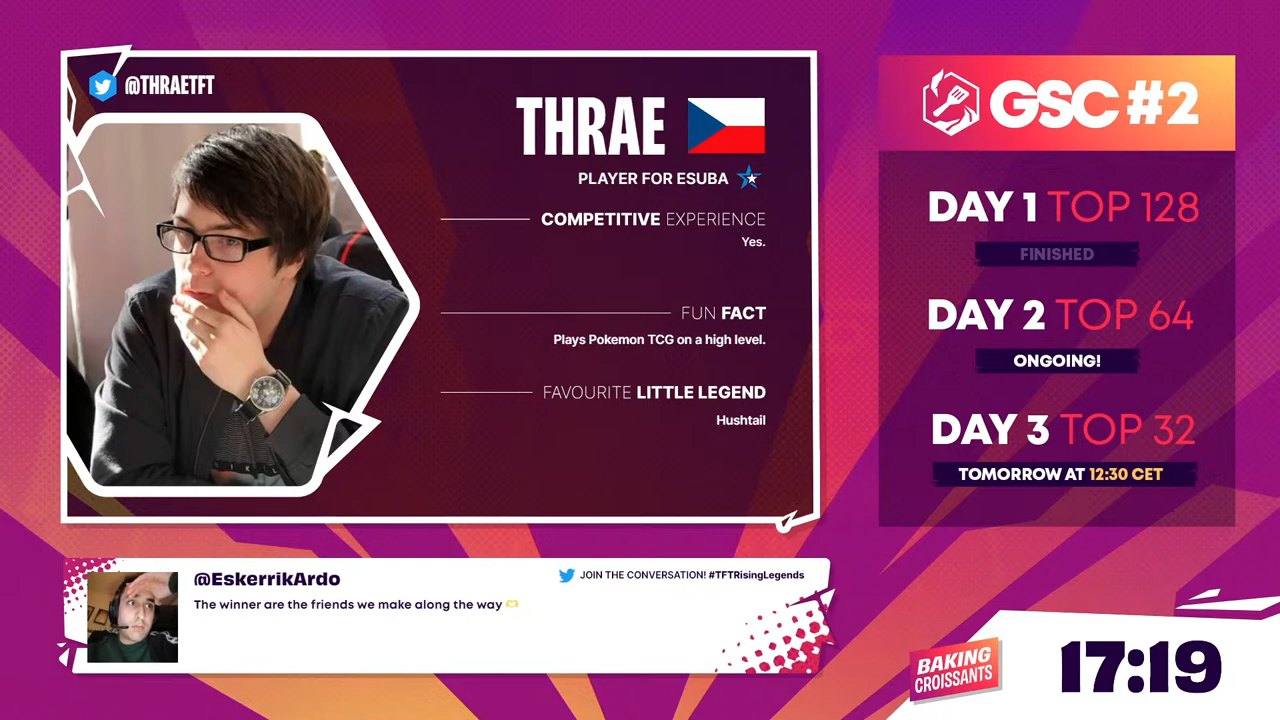 @THRAETFT
THRAE
PLAYER FOR ESUBA
COMPETITIVE EXPERIENCE
Yes.
FUN FACT
Plays Pokemon TCG on a high level.
FAVOURITE LITTLE LEGEND
Hushtail
GSC #2
DAY 1 TOP 128
FINISHED
DAY 2 TOP 64
ONGOING!
DAY 3 TOP 32
TOMORROW AT 12:30 CET
@EskerrikArdo
JOIN THE CONVERSATION! #TFTRisingLegends
The winner are the friends we make along the way 🫶
BAKING
CROISSANTS
17:19